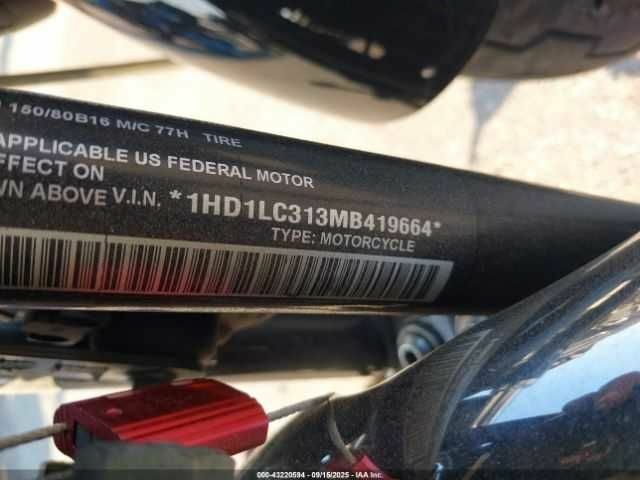 150/80B16 M/C 77H TIRE
APPLICABLE US FEDERAL MOTOR
EFFECT ON
WN ABOVE V.I.N. *1HD1LC313MB419664*
TYPE: MOTORCYCLE
000-43220594 | 09/15/2025 | IAA Inc.